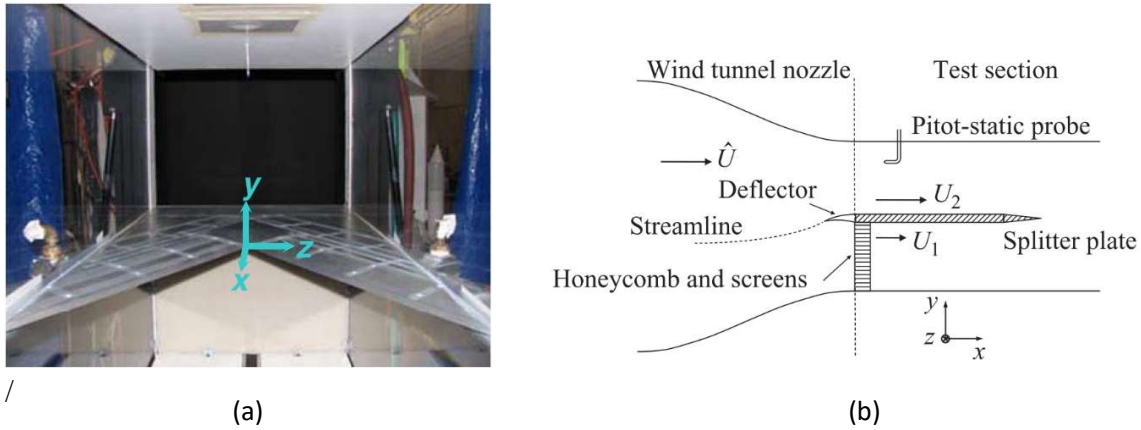 y
z
x
/
(a)
Wind tunnel nozzle Test section
Pitot-static probe
Û
Deflector U₂
Streamline
U₁ Splitter plate
Honeycomb and screens
y
z x
(b)